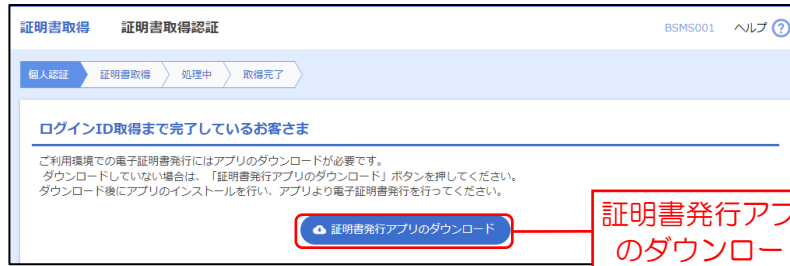 証明書取得 証明書取得認証 BSMS001 ヘルプ ?
個人認証 証明書取得 処理中 取得完了
ログインID取得まで完了しているお客さま
ご利用環境での電子証明書発行にはアプリのダウンロードが必要です。
ダウンロードしていない場合は、「証明書発行アプリのダウンロード」ボタンを押してください。
ダウンロード後にアプリのインストールを行い、アプリより電子証明書発行を行ってください。
証明書発行アプリのダウンロード
証明書発行アプ
のダウンロー